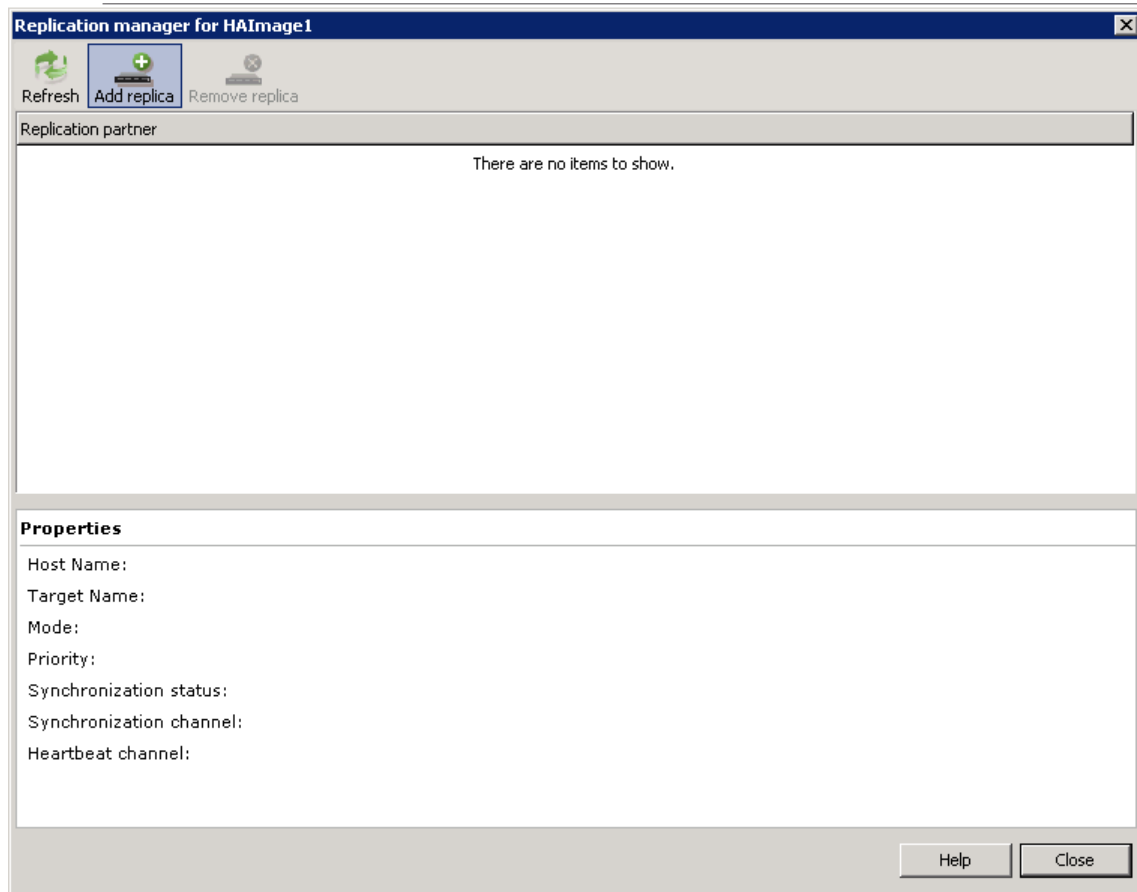 Replication manager for HAImage1
Refresh Add replica Remove replica
Replication partner
There are no items to show.
Properties
Host Name:
Target Name:
Mode:
Priority:
Synchronization status:
Synchronization channel:
Heartbeat channel:
Help Close